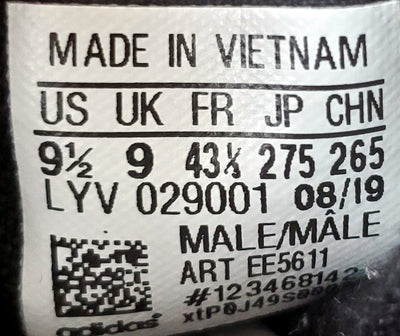 MADE IN VIETNAM
US UK FR JP CHN
9½ 9 43⅓ 275 265
LYV 029001 08/19
MALE/MÂLE
ART EE5611
adidas